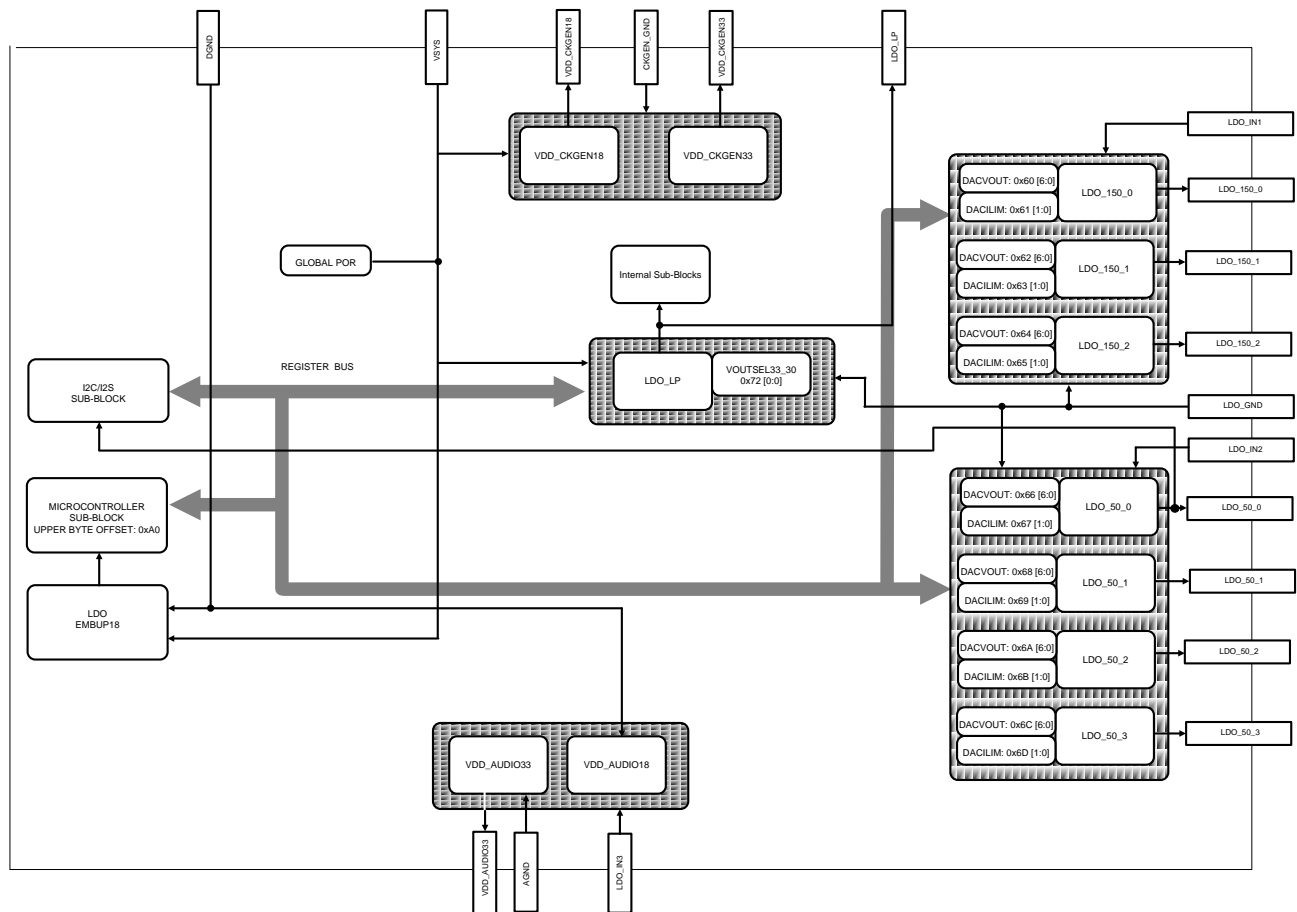 DGND
VSYS
VDD_CKGEN18
CKGEN_GND
VDD_CKGEN33
LDO_LP
LDO_IN1
VDD_CKGEN18
VDD_CKGEN33
DACVOUT: 0x60 [6:0]
DACILIM: 0x61 [1:0]
LDO_150_0
LDO_150_0
GLOBAL POR
Internal Sub-Blocks
DACVOUT: 0x62 [6:0]
DACILIM: 0x63 [1:0]
LDO_150_1
LDO_150_1
DACVOUT: 0x64 [6:0]
DACILIM: 0x65 [1:0]
LDO_150_2
LDO_150_2
REGISTER BUS
I2C/I2S
SUB-BLOCK
LDO_LP
VOUTSEL33_30
0x72 [0:0]
LDO_GND
LDO_IN2
MICROCONTROLLER
SUB-BLOCK
UPPER BYTE OFFSET: 0xA0
DACVOUT: 0x66 [6:0]
DACILIM: 0x67 [1:0]
LDO_50_0
LDO_50_0
LDO
EMBUP18
DACVOUT: 0x68 [6:0]
DACILIM: 0x69 [1:0]
LDO_50_1
LDO_50_1
DACVOUT: 0x6A [6:0]
DACILIM: 0x6B [1:0]
LDO_50_2
LDO_50_2
DACVOUT: 0x6C [6:0]
DACILIM: 0x6D [1:0]
LDO_50_3
LDO_50_3
VDD_AUDIO33
VDD_AUDIO18
VDD_AUDIO33
AGND
LDO_IN3